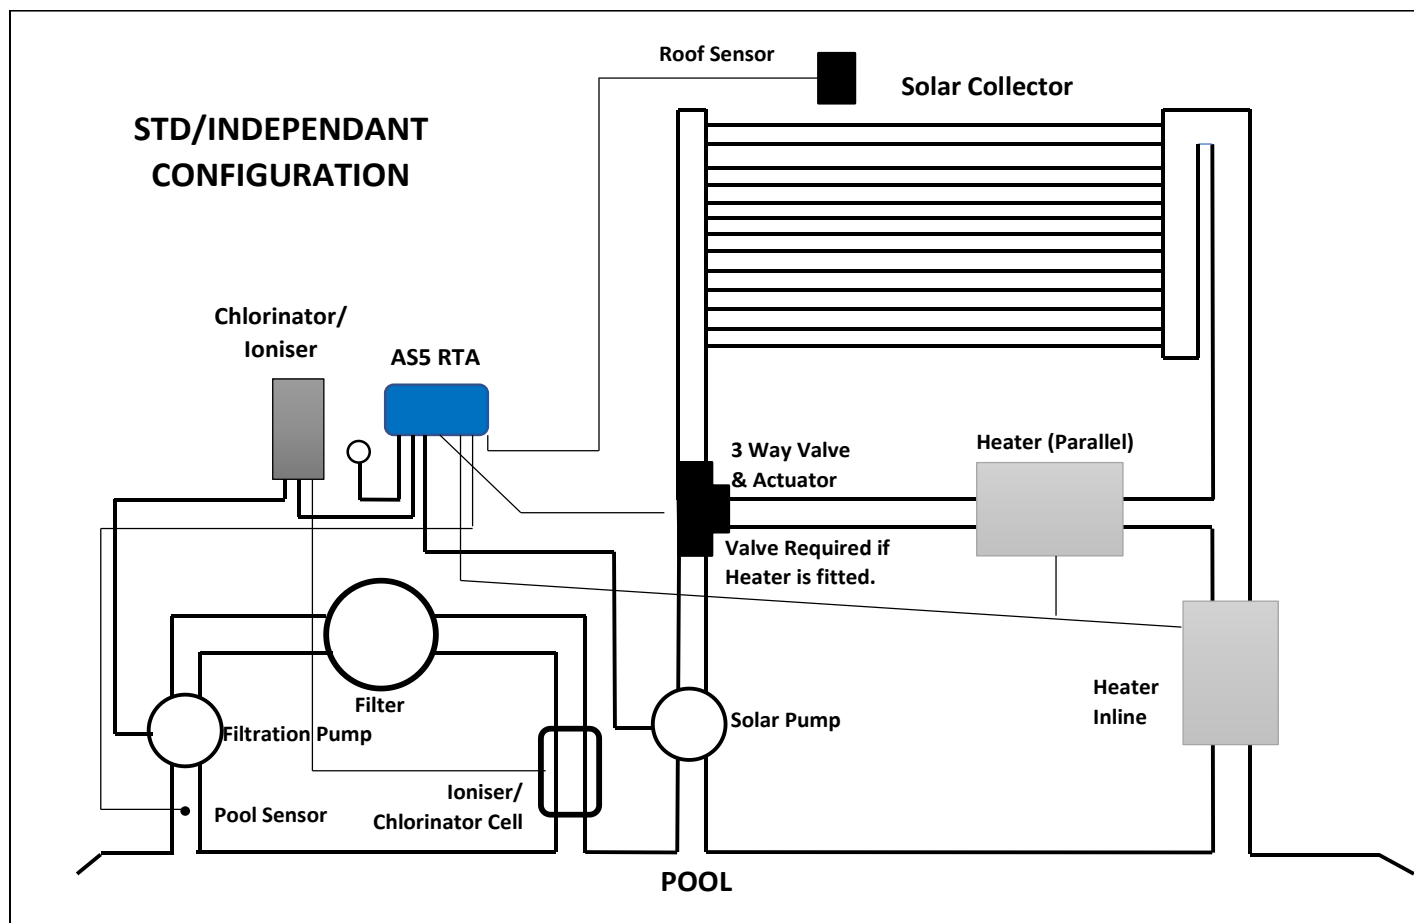 Roof Sensor
Solar Collector
STD/INDEPENDANT
CONFIGURATION
Chlorinator/
Ioniser
AS5 RTA
3 Way Valve
& Actuator
Heater (Parallel)
Valve Required if
Heater is fitted.
Filter
Filtration Pump
Solar Pump
Heater
Inline
Pool Sensor
Ioniser/
Chlorinator Cell
POOL